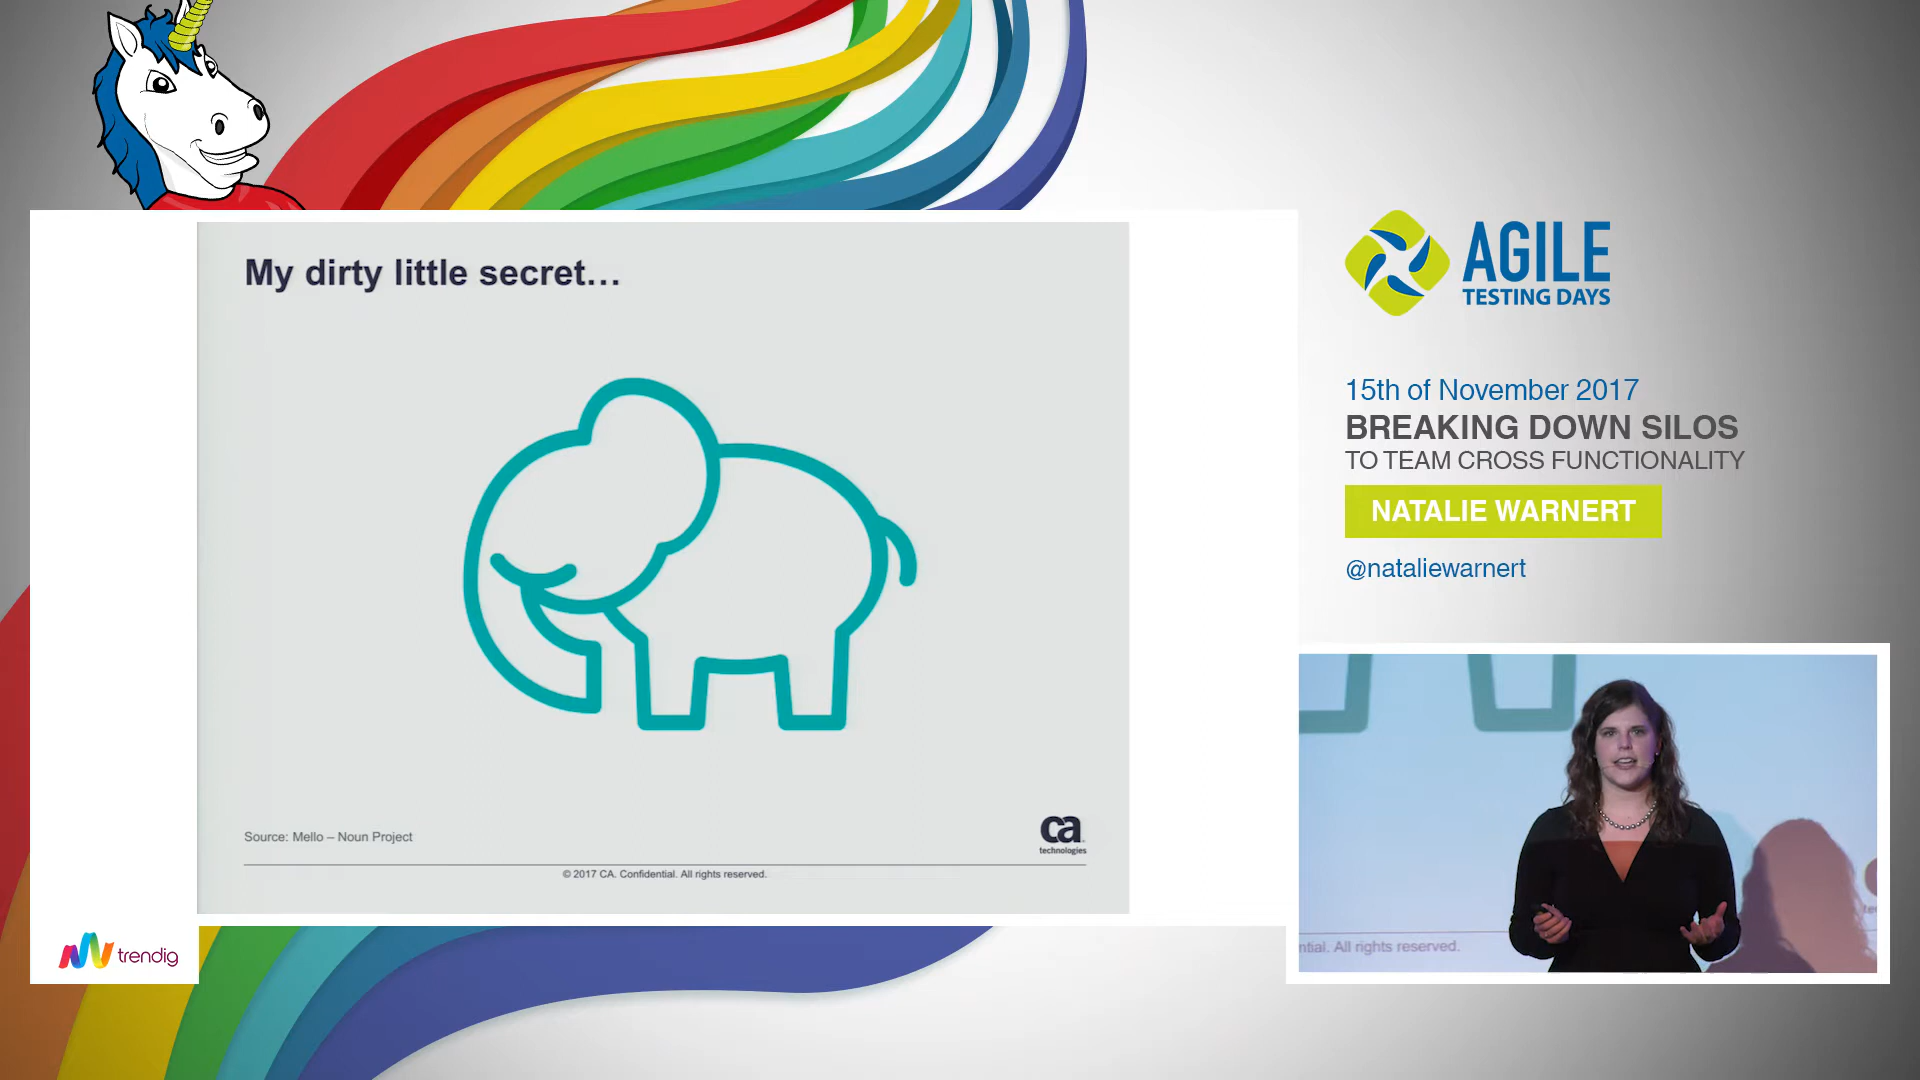 My dirty little secret…
Source: Mello – Noun Project
ca
technologies
© 2017 CA. Confidential. All rights reserved.
trendig
AGILE
TESTING DAYS
15th of November 2017
BREAKING DOWN SILOS
TO TEAM CROSS FUNCTIONALITY
NATALIE WARNERT
@nataliewarnert
ntial. All rights reserved.